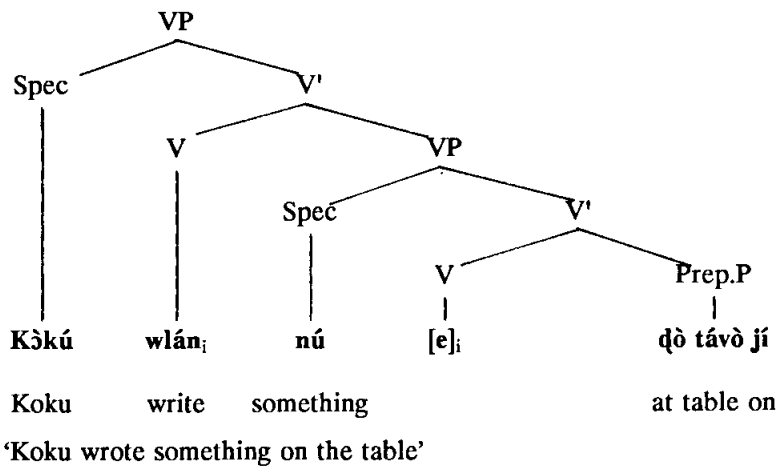 VP
Spec V'
V VP
Spec V'
V Prep.P
Kɔ̀kú wlánᵢ nú [e]ᵢ ɖò távò jí
Koku write something at table on
‘Koku wrote something on the table’